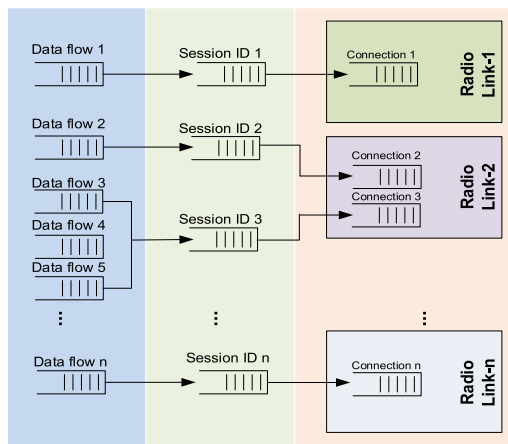 Data flow 1
Session ID 1
Connection 1
Radio
Link-1
Data flow 2
Session ID 2
Connection 2
Radio
Link-2
Data flow 3
Connection 3
Session ID 3
Data flow 4
Data flow 5
...
...
...
Data flow n
Session ID n
Connection n
Radio
Link-n